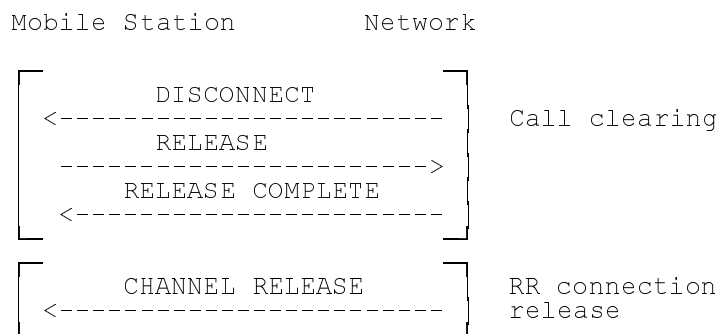 Mobile Station Network
DISCONNECT
<----------------------- Call clearing
RELEASE
----------------------->
RELEASE COMPLETE
<-----------------------
CHANNEL RELEASE RR connection
<------------------------ release